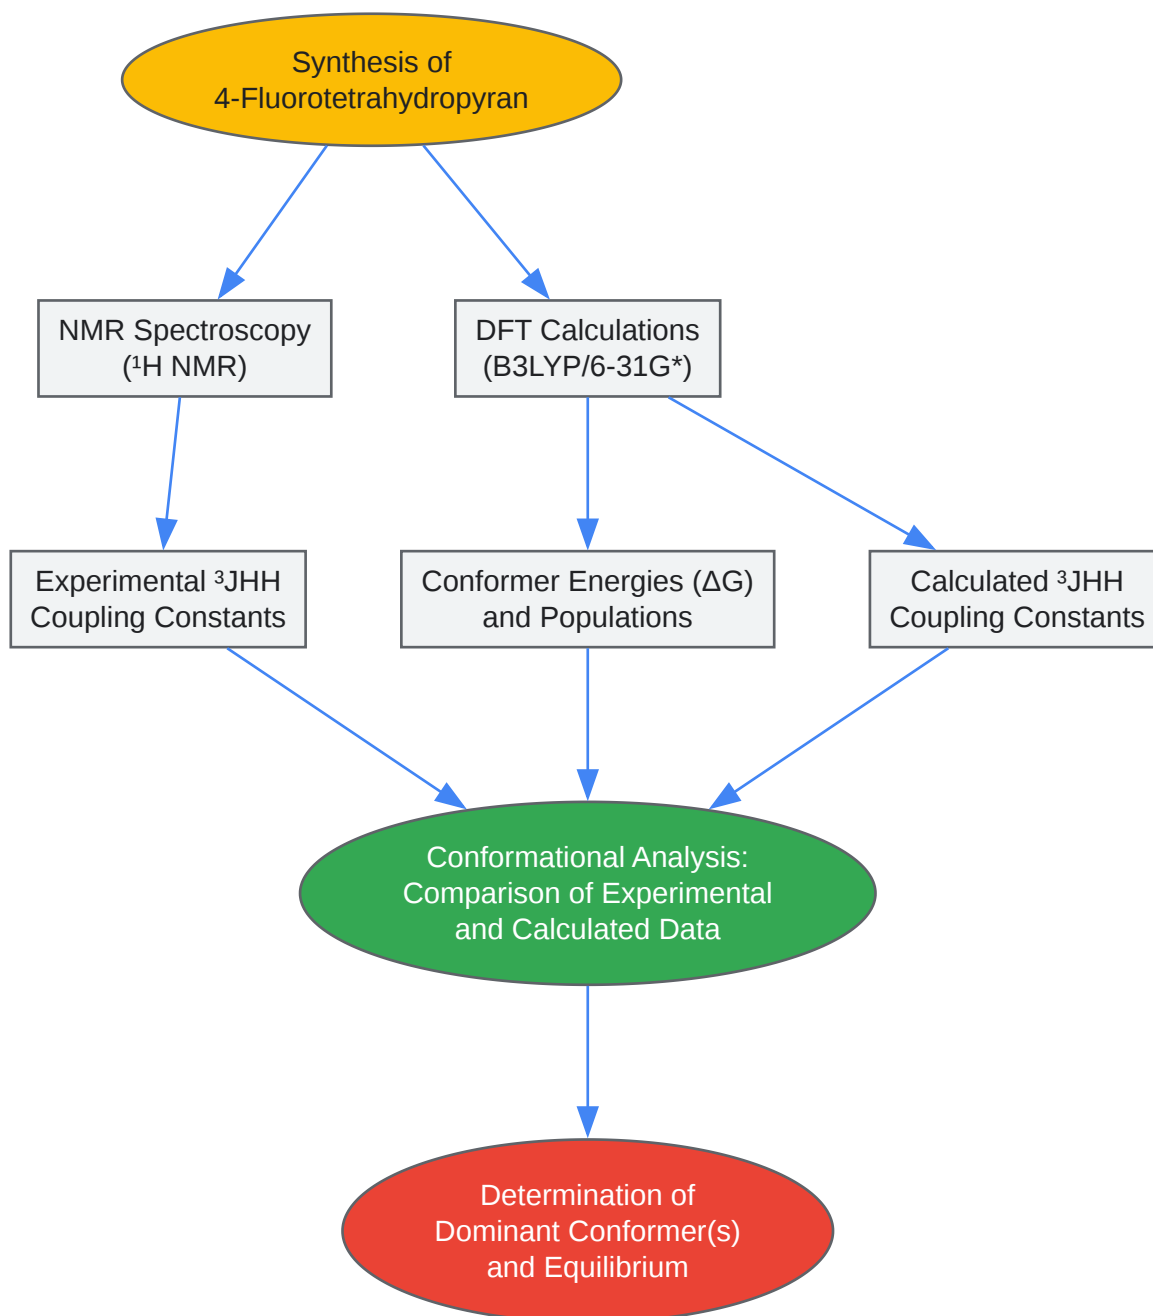 Synthesis of
4-Fluorotetrahydropyran
NMR Spectroscopy
(¹H NMR)
DFT Calculations
(B3LYP/6-31G*)
Experimental ³JHH
Coupling Constants
Conformer Energies (ΔG)
and Populations
Calculated ³JHH
Coupling Constants
Conformational Analysis:
Comparison of Experimental
and Calculated Data
Determination of
Dominant Conformer(s)
and Equilibrium